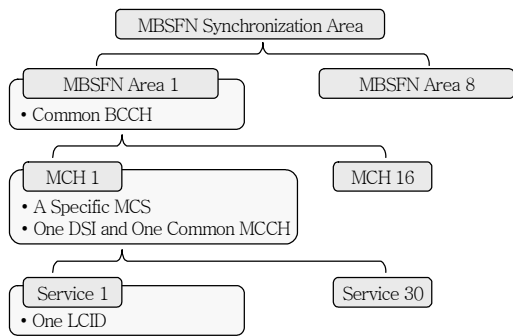 MBSFN Synchronization Area
MBSFN Area 1
MBSFN Area 8
• Common BCCH
MCH 1
MCH 16
• A Specific MCS
• One DSI and One Common MCCH
Service 1
Service 30
• One LCID